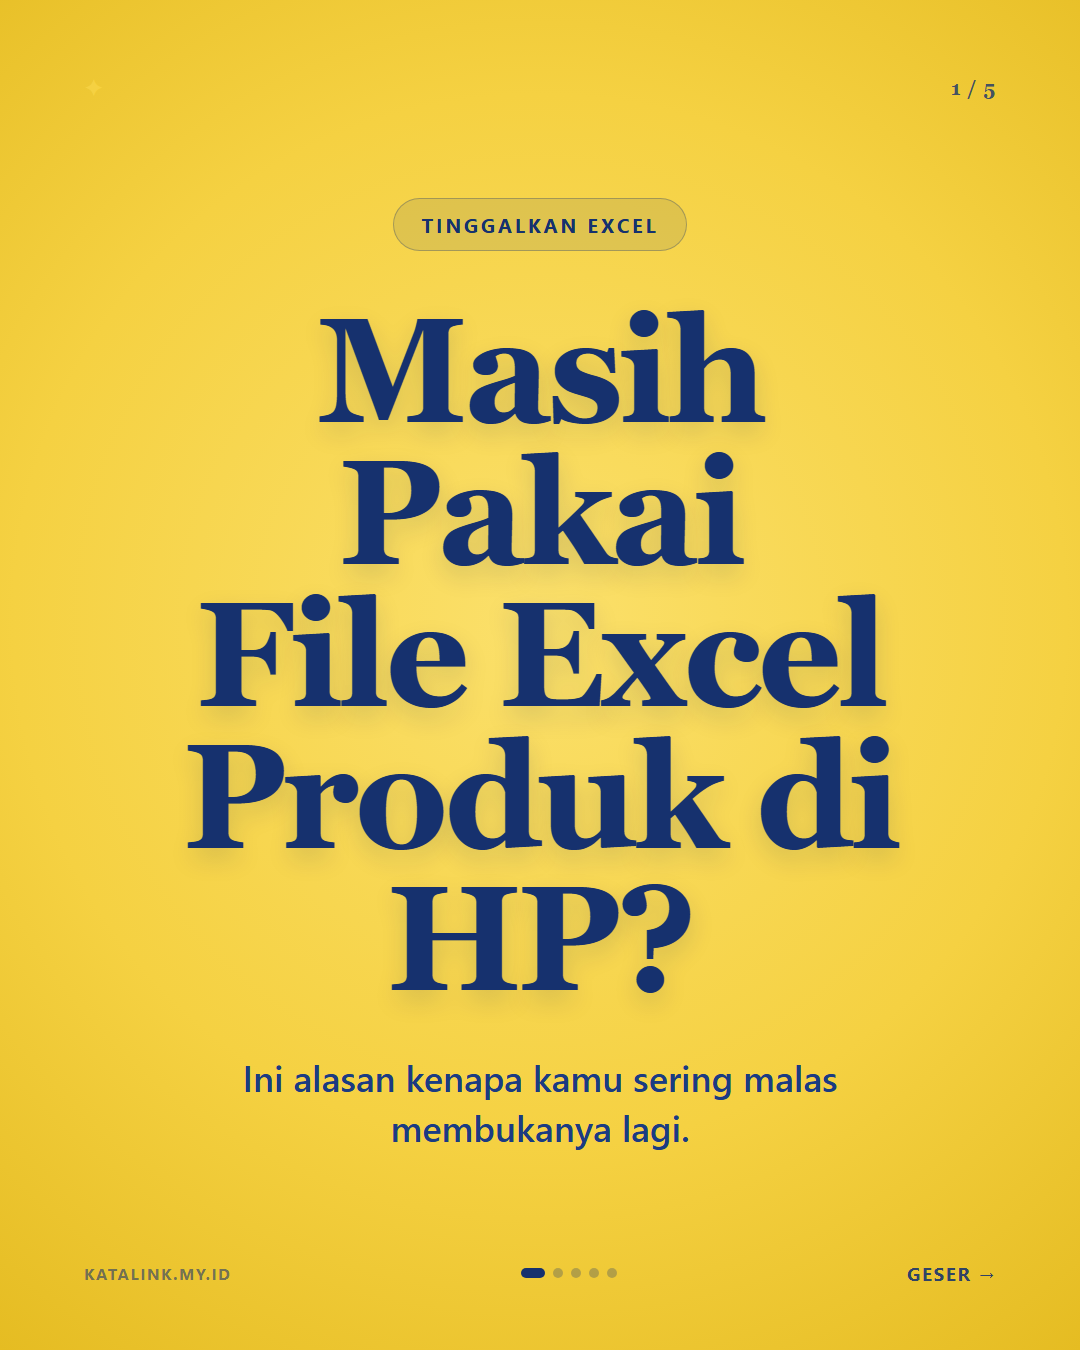 1 / 5
TINGGALKAN EXCEL
Masih
Pakai
File Excel
Produk di
HP?
Ini alasan kenapa kamu sering malas
membukanya lagi.
KATALINK.MY.ID
GESER →